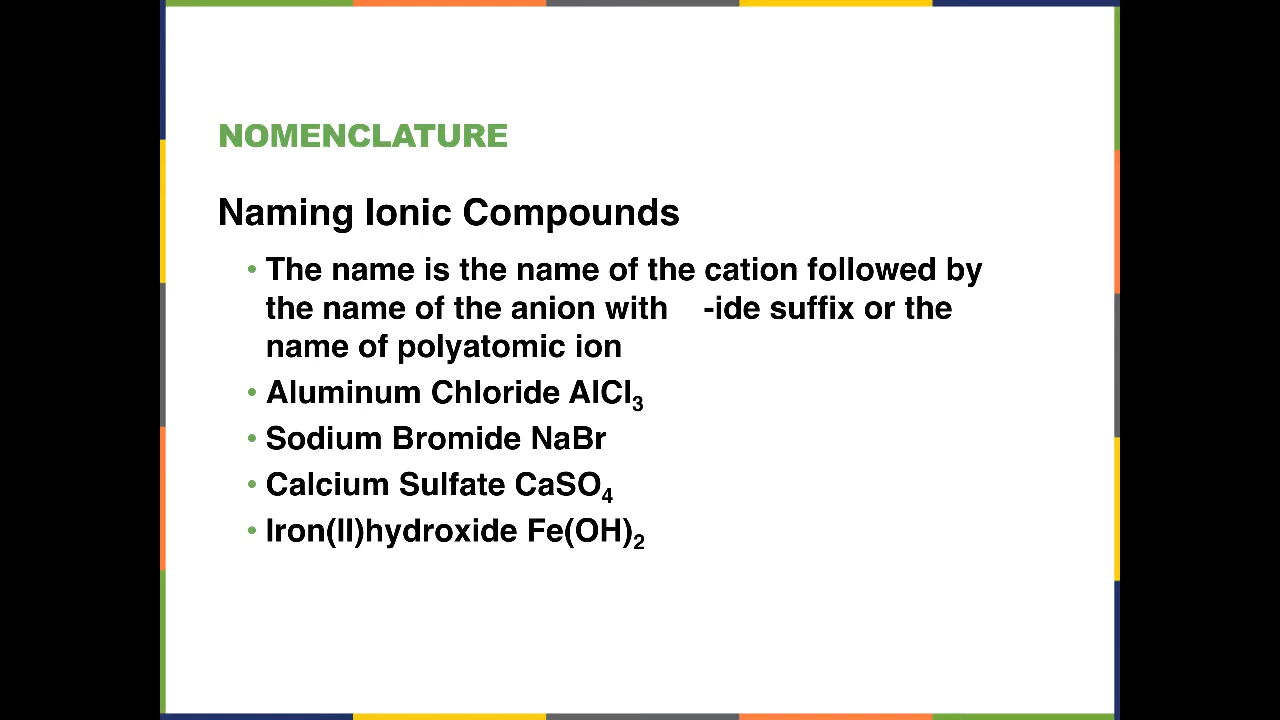 NOMENCLATURE
Naming Ionic Compounds
• The name is the name of the cation followed by
the name of the anion with -ide suffix or the
name of polyatomic ion
• Aluminum Chloride AlCl₃
• Sodium Bromide NaBr
• Calcium Sulfate CaSO₄
• Iron(II)hydroxide Fe(OH)₂